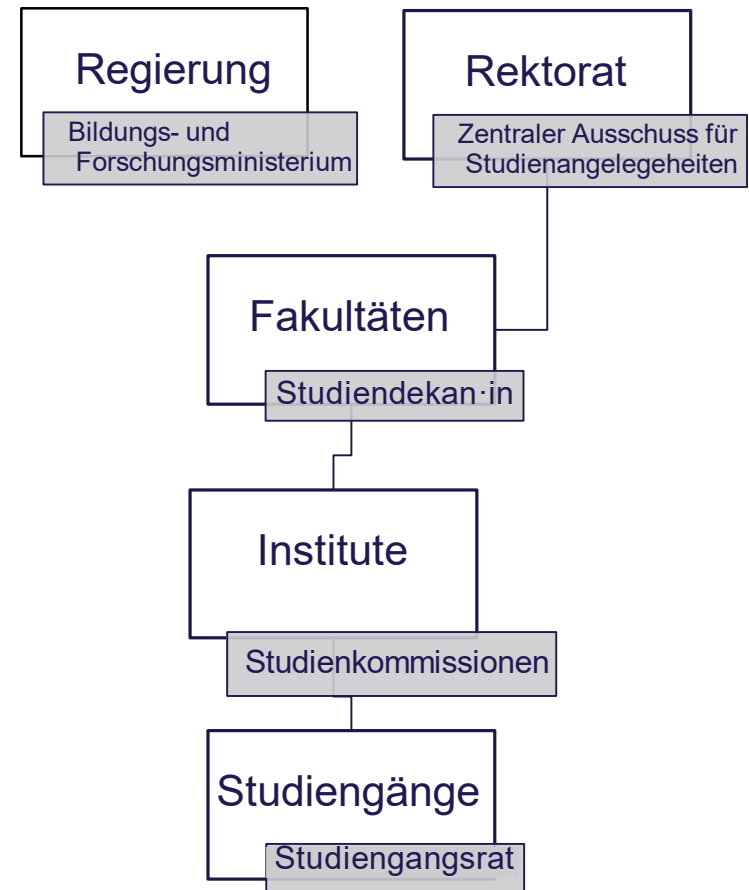 Regierung
Bildungs- und
Forschungsministerium
Rektorat
Zentraler Ausschuss für
Studienangelegeheiten
Fakultäten
Studiendekan·in
Institute
Studienkommissionen
Studiengänge
Studiengangsrat